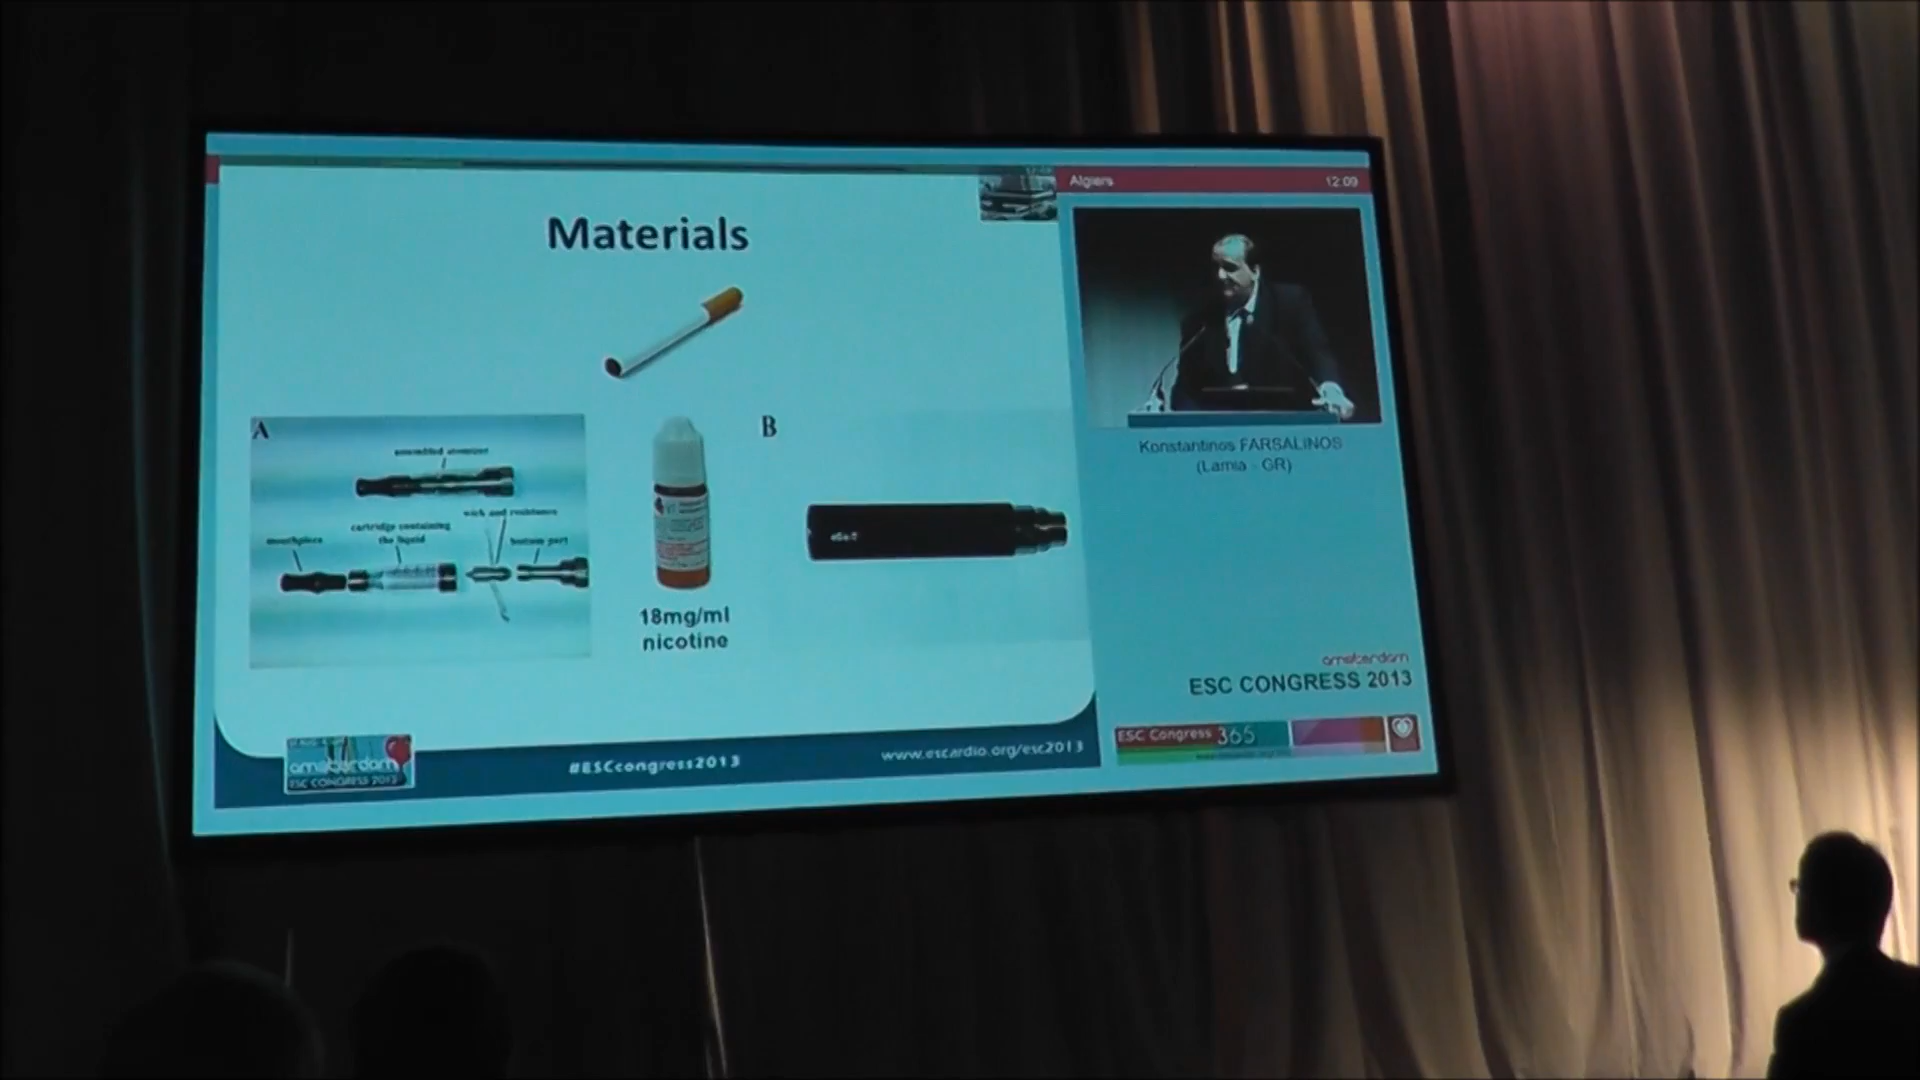 Algiers
12:09
Materials
A
assembled atomizer
wick and resistance
cartridge containing
the liquid
mouthpiece
bottom part
18mg/ml
nicotine
B
Konstantinos FARSALINOS
(Lamia - GR)
amsterdam
ESC CONGRESS 2013
ESC Congress 365
amsterdam
ESC CONGRESS 2013
#ESCcongress2013
www.escardio.org/esc2013